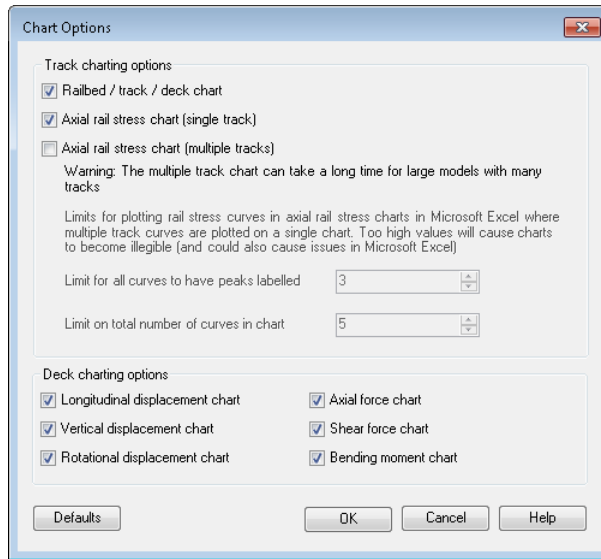 Chart Options
Track charting options
Railbed / track / deck chart
Axial rail stress chart (single track)
Axial rail stress chart (multiple tracks)
Warning: The multiple track chart can take a long time for large models with many
tracks
Limits for plotting rail stress curves in axial rail stress charts in Microsoft Excel where
multiple track curves are plotted on a single chart. Too high values will cause charts
to become illegible (and could also cause issues in Microsoft Excel)
Limit for all curves to have peaks labelled 3
Limit on total number of curves in chart 5
Deck charting options
Longitudinal displacement chart Axial force chart
Vertical displacement chart Shear force chart
Rotational displacement chart Bending moment chart
Defaults OK Cancel Help